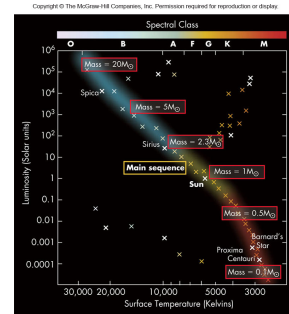 Copyright © The McGraw-Hill Companies, Inc. Permission required for reproduction or display.
Spectral Class
O B A F G K M
10⁶
10⁵
10⁴
10³
10²
10
1
0.1
0.01
0.001
0.0001
Luminosity (Solar units)
Mass = 20M⊙
Spica
Mass = 5M⊙
Sirius
Mass = 2.3M⊙
Main sequence
Mass = 1M⊙
Sun
Mass = 0.5M⊙
Barnard's
Star
Proxima
Centauri
Mass = 0.1M⊙
30,000 20,000 10,000 5000 3000
Surface Temperature (Kelvins)